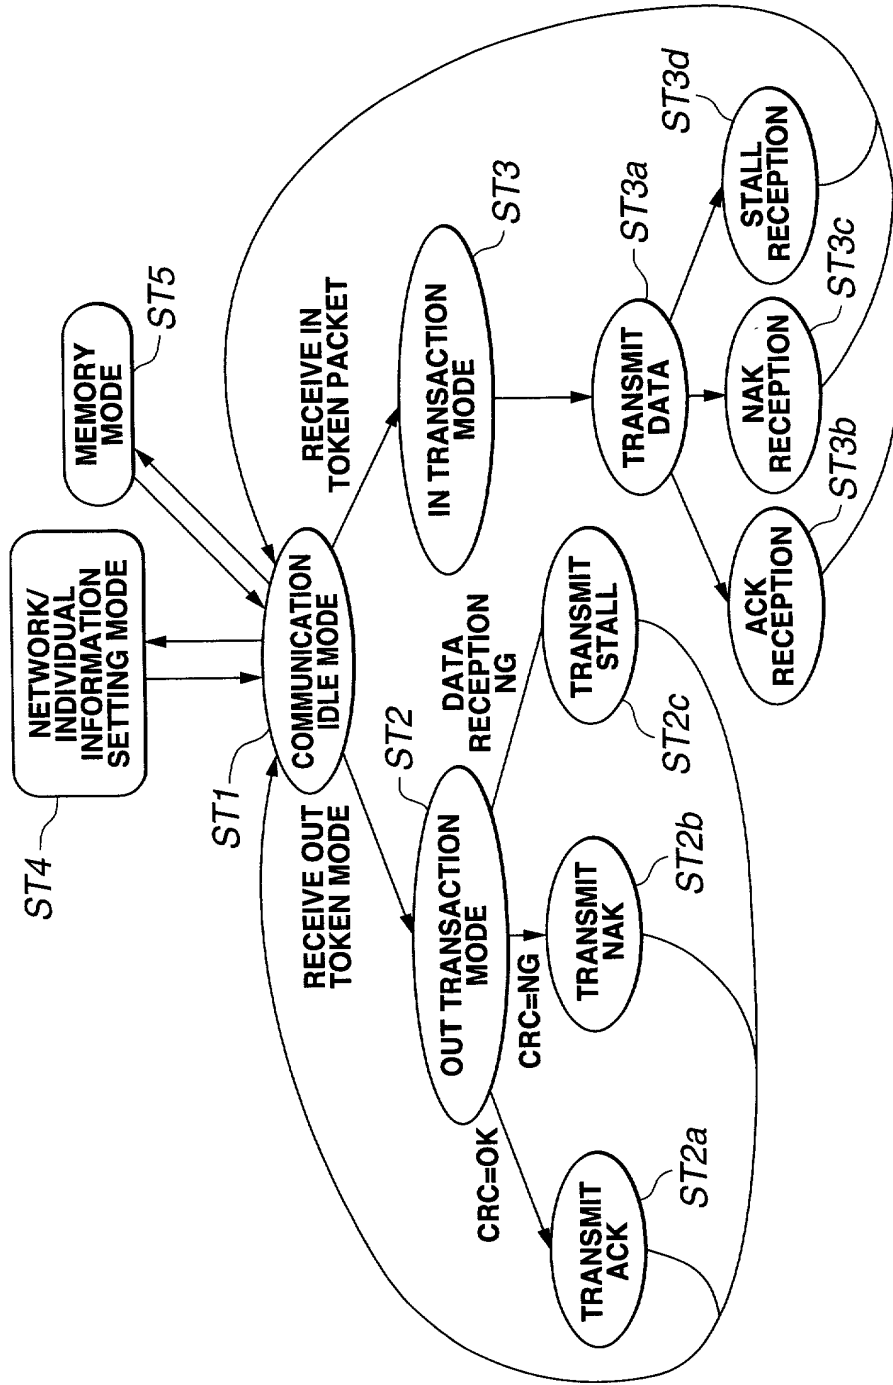 ST4
NETWORK/
INDIVIDUAL
INFORMATION
SETTING MODE
MEMORY
MODE
ST5
ST1
COMMUNICATION
IDLE MODE
RECEIVE OUT
TOKEN MODE
RECEIVE IN
TOKEN PACKET
ST2
OUT TRANSACTION
MODE
ST3
IN TRANSACTION
MODE
DATA
RECEPTION
NG
CRC=OK
CRC=NG
TRANSMIT
ACK
ST2a
TRANSMIT
NAK
ST2b
TRANSMIT
STALL
ST2c
TRANSMIT
DATA
ST3a
ACK
RECEPTION
ST3b
NAK
RECEPTION
ST3c
STALL
RECEPTION
ST3d